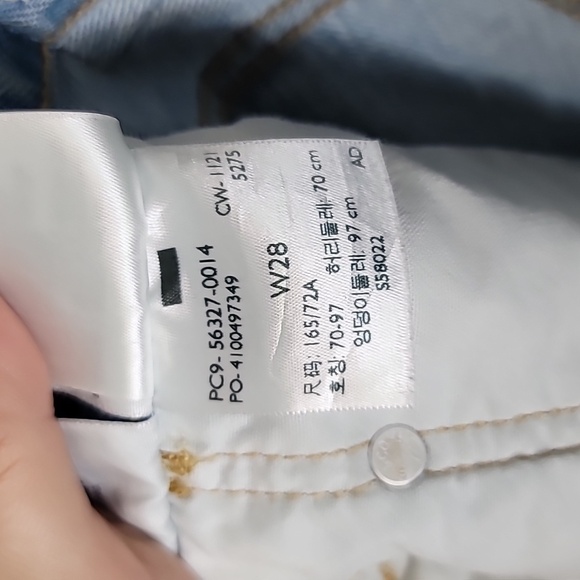 PC9- 56327-0014 CW- 1121
PO-4100497349 5275
W28
尺码: 165/72A
호칭: 70-97 허리둘레: 70 cm
엉덩이둘레: 97 cm
S58022 AD